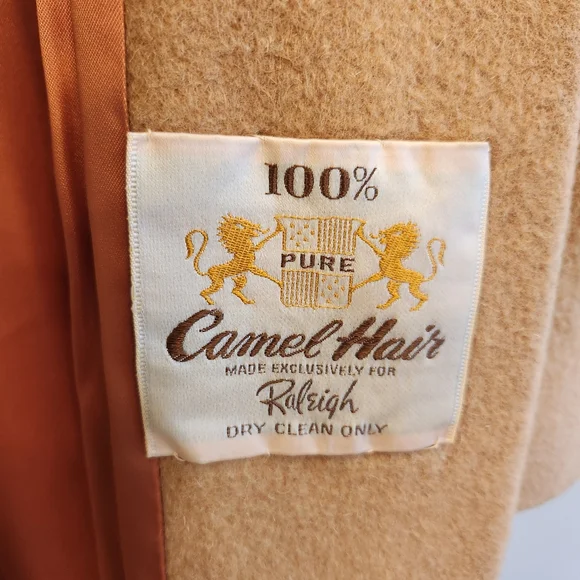 100%
PURE
Camel Hair
MADE EXCLUSIVELY FOR
Raleigh
DRY CLEAN ONLY